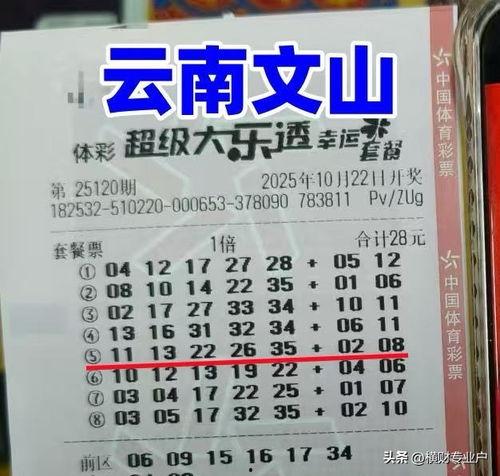 云南文山
体彩 超级大乐透 幸运套餐
第 25120期 2025年10月22日开奖
182532-510220-000653-378090 783811 Pv/ZUg
套餐票 1倍 合计28元
① 04 12 17 27 28 + 05 12
② 08 10 14 22 35 + 01 06
③ 02 17 27 33 34 + 10 11
④ 13 16 31 32 34 + 06 11
⑤ 11 13 22 26 35 + 02 08
⑥ 10 12 13 19 22 + 04 06
⑦ 03 04 17 22 25 + 01 07
⑧ 03 05 17 32 35 + 02 10
前区 06 09 15 16 17 34
中国体育彩票
中国体育彩票
头条 @横财专业户